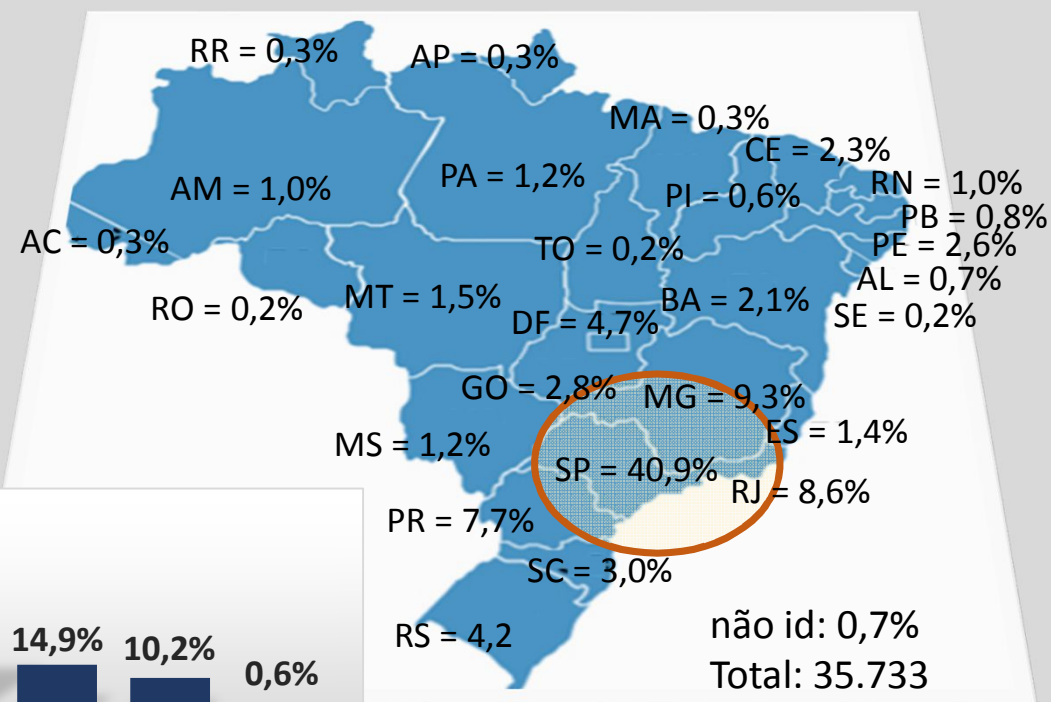 RR = 0,3%
AP = 0,3%
MA = 0,3%
CE = 2,3%
AM = 1,0%
PA = 1,2%
PI = 0,6%
RN = 1,0%
PB = 0,8%
AC = 0,3%
TO = 0,2%
PE = 2,6%
AL = 0,7%
RO = 0,2%
MT = 1,5%
BA = 2,1%
DF = 4,7%
SE = 0,2%
GO = 2,8%
MG = 9,3%
MS = 1,2%
ES = 1,4%
SP = 40,9%
RJ = 8,6%
PR = 7,7%
SC = 3,0%
RS = 4,2
não id: 0,7%
Total: 35.733
14,9%
10,2%
0,6%